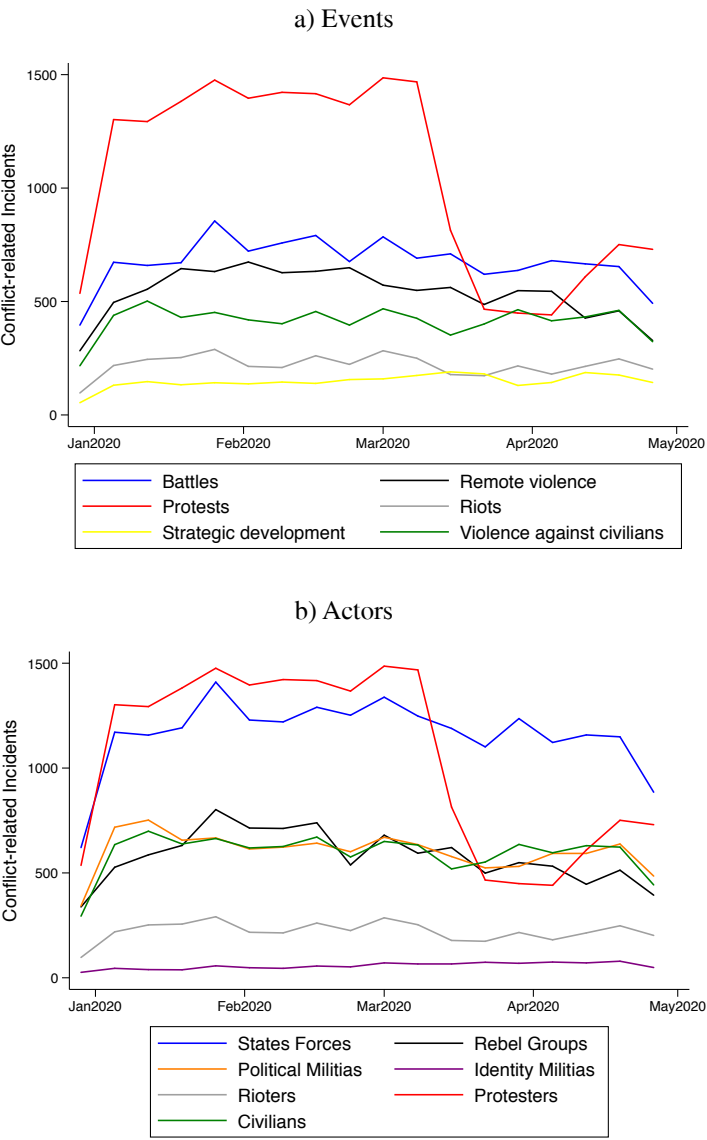 a) Events
1500
1000
500
0
Conflict-related Incidents
Jan2020 Feb2020 Mar2020 Apr2020 May2020
Battles Remote violence
Protests Riots
Strategic development Violence against civilians
b) Actors
1500
1000
500
0
Conflict-related Incidents
Jan2020 Feb2020 Mar2020 Apr2020 May2020
States Forces Rebel Groups
Political Militias Identity Militias
Rioters Protesters
Civilians